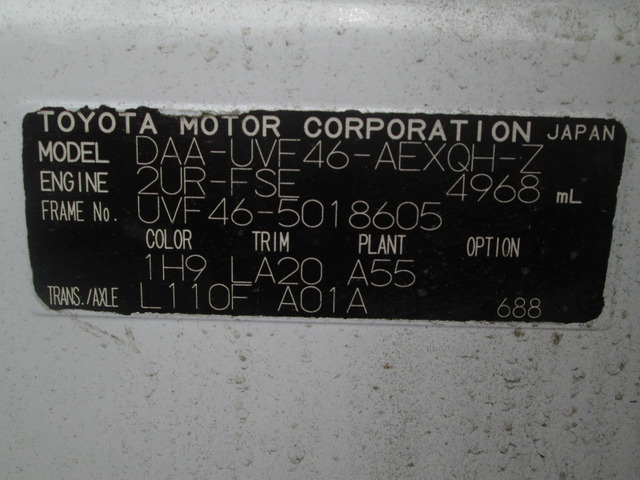 TOYOTA MOTOR CORPORATION JAPAN
MODEL DAA-UVF46-AEXQH-Z
ENGINE 2UR-FSE 4968 mL
FRAME No. UVF46-5018605
COLOR TRIM PLANT OPTION
1H9 LA20 A55
TRANS./AXLE L110F A01A 688